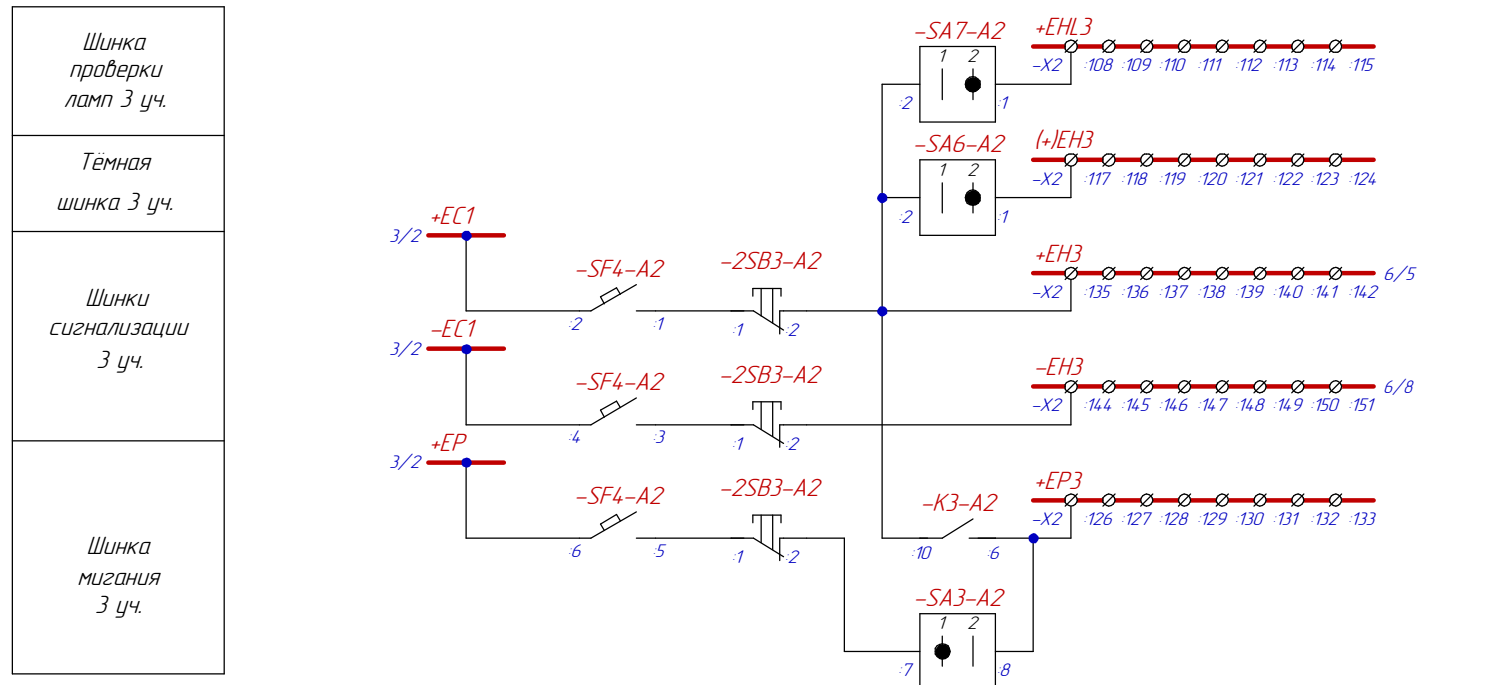 Шинка
проверки
ламп 3 уч.
Тёмная
шинка 3 уч.
Шинки
сигнализации
3 уч.
Шинка
мигания
3 уч.
-SA7-A2
1 2
:2 :1
+EHL3
-X2 :108 :109 :110 :111 :112 :113 :114 :115
-SA6-A2
1 2
:2 :1
(+)EH3
-X2 :117 :118 :119 :120 :121 :122 :123 :124
+EC1
3/2
-SF4-A2
:2 :1
-2SB3-A2
:1 :2
+EH3
6/5
-X2 :135 :136 :137 :138 :139 :140 :141 :142
-EC1
3/2
-SF4-A2
:4 :3
-2SB3-A2
:1 :2
-EH3
6/8
-X2 :144 :145 :146 :147 :148 :149 :150 :151
+EP
3/2
-SF4-A2
:6 :5
-2SB3-A2
:1 :2
-K3-A2
:10 :6
+EP3
-X2 :126 :127 :128 :129 :130 :131 :132 :133
-SA3-A2
1 2
:7 :8